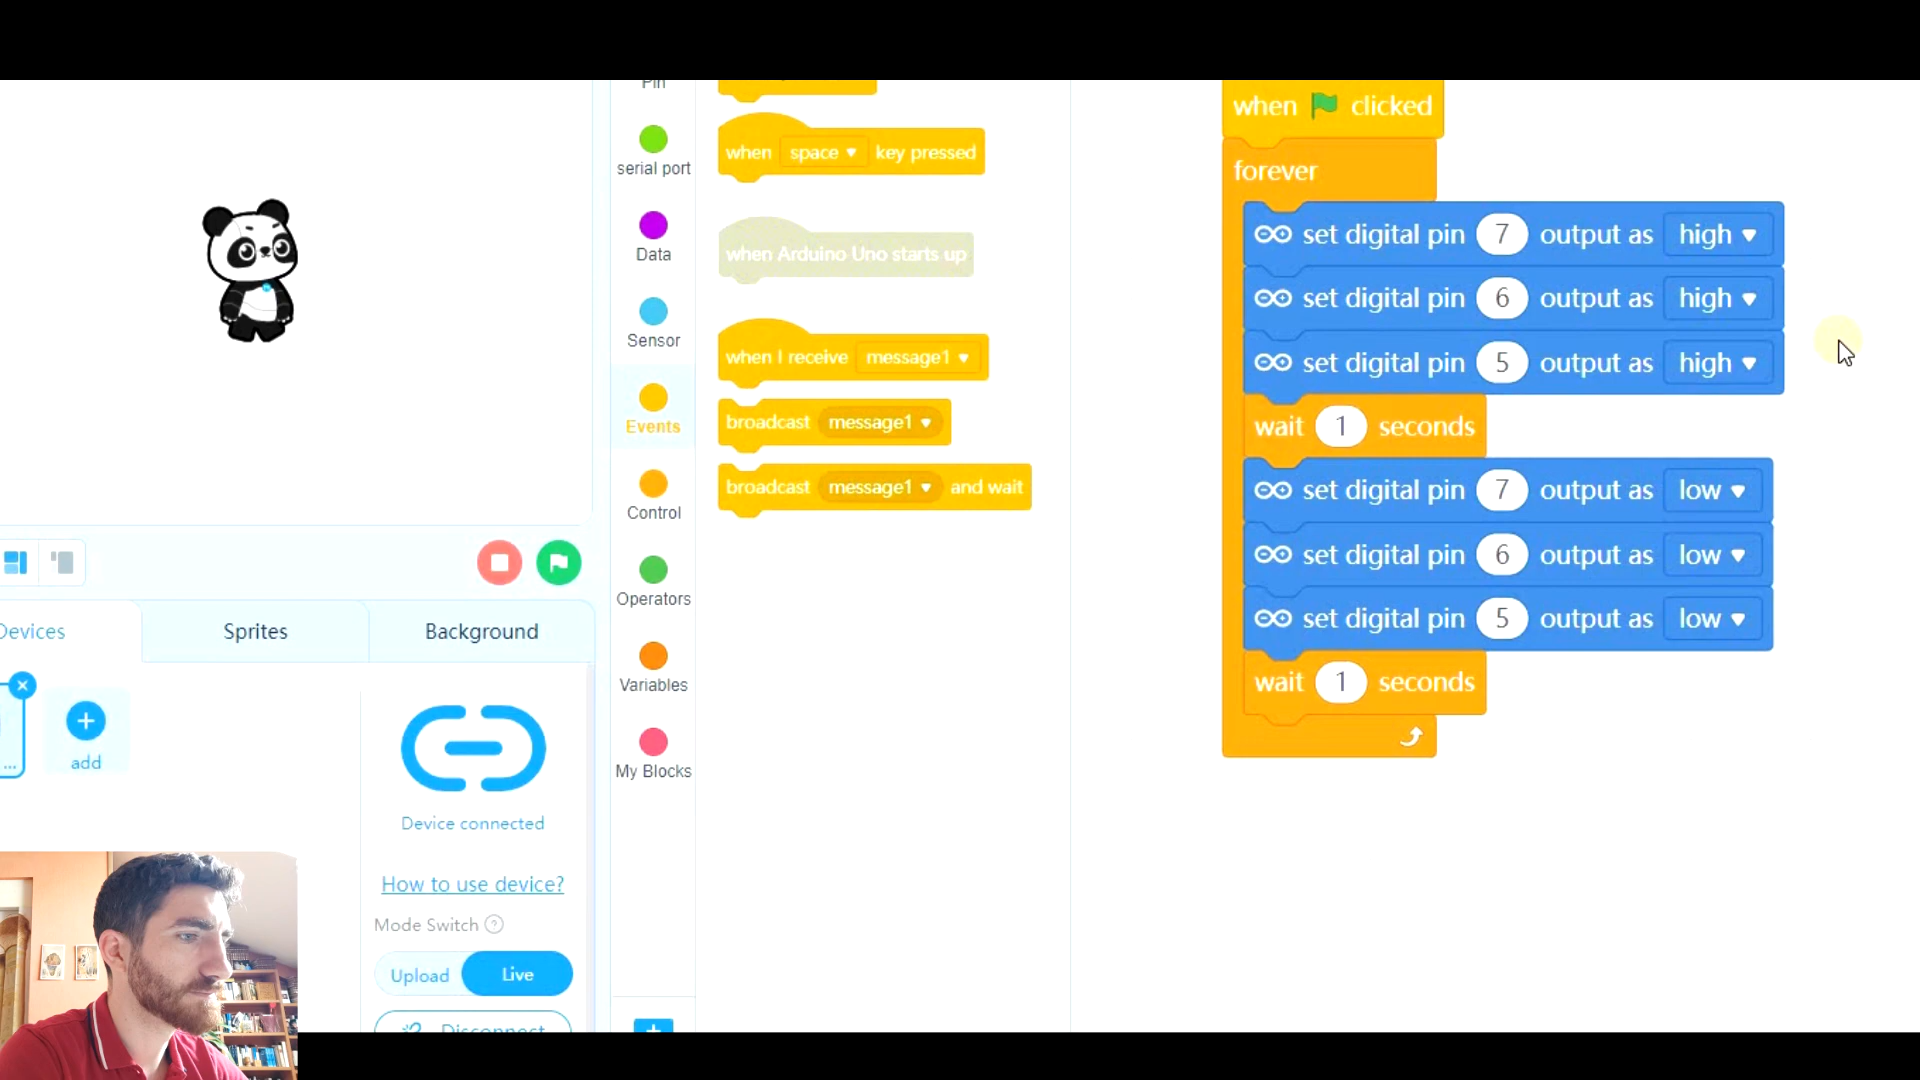 Pin
serial port
Data
Sensor
Events
Control
Operators
Variables
My Blocks
when space ▼ key pressed
when Arduino Uno starts up
when I receive message1 ▼
broadcast message1 ▼
broadcast message1 ▼ and wait
when clicked
forever
set digital pin 7 output as high ▼
set digital pin 6 output as high ▼
set digital pin 5 output as high ▼
wait 1 seconds
set digital pin 7 output as low ▼
set digital pin 6 output as low ▼
set digital pin 5 output as low ▼
wait 1 seconds
Devices
Sprites
Background
...
add
Device connected
How to use device?
Mode Switch ?
Upload
Live
Disconnect